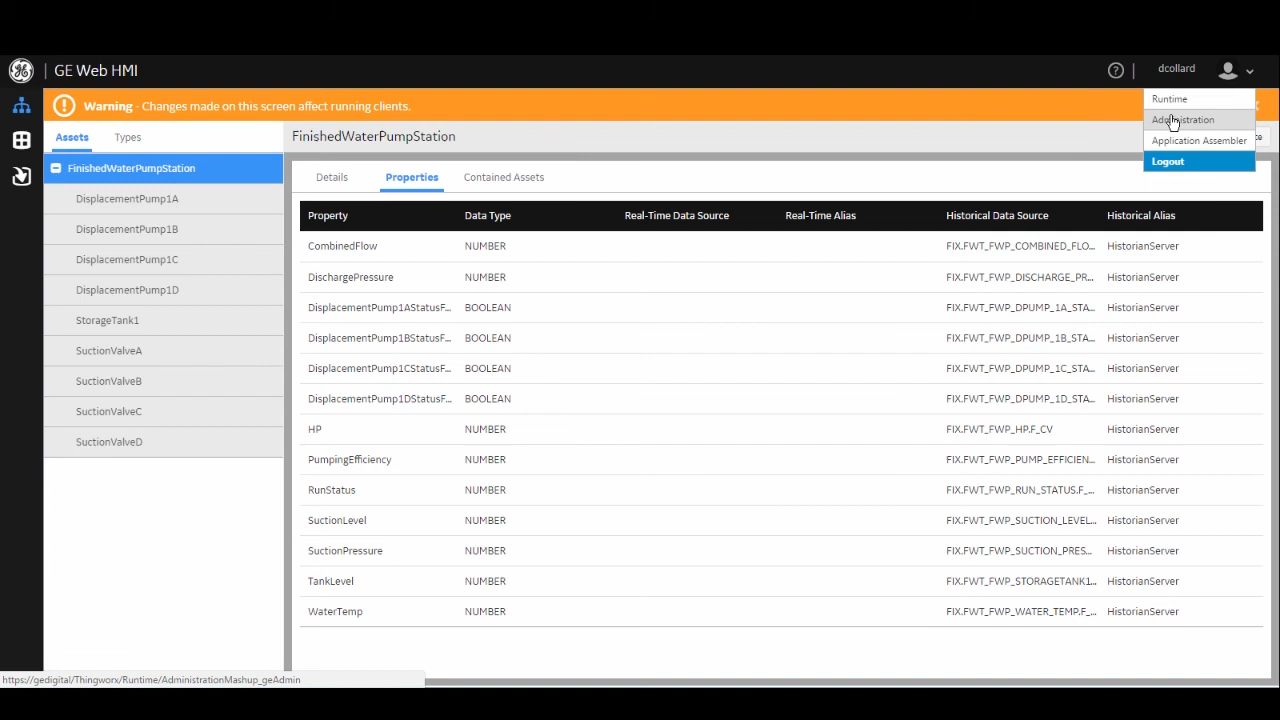 GE Web HMI
dcollard
Warning - Changes made on this screen affect running clients.
Runtime
Administration
Application Assembler
Logout
Assets Types
FinishedWaterPumpStation
FinishedWaterPumpStation
DisplacementPump1A
DisplacementPump1B
DisplacementPump1C
DisplacementPump1D
StorageTank1
SuctionValveA
SuctionValveB
SuctionValveC
SuctionValveD
Details Properties Contained Assets
Property Data Type Real-Time Data Source Real-Time Alias Historical Data Source Historical Alias
CombinedFlow NUMBER FIX.FWT_FWP_COMBINED_FLO... HistorianServer
DischargePressure NUMBER FIX.FWT_FWP_DISCHARGE_PR... HistorianServer
DisplacementPump1AStatusF... BOOLEAN FIX.FWT_FWP_DPUMP_1A_STA... HistorianServer
DisplacementPump1BStatusF... BOOLEAN FIX.FWT_FWP_DPUMP_1B_STA... HistorianServer
DisplacementPump1CStatusF... BOOLEAN FIX.FWT_FWP_DPUMP_1C_STA... HistorianServer
DisplacementPump1DStatusF... BOOLEAN FIX.FWT_FWP_DPUMP_1D_STA... HistorianServer
HP NUMBER FIX.FWT_FWP_HP.F_CV HistorianServer
PumpingEfficiency NUMBER FIX.FWT_FWP_PUMP_EFFICIEN... HistorianServer
RunStatus NUMBER FIX.FWT_FWP_RUN_STATUS.F_... HistorianServer
SuctionLevel NUMBER FIX.FWT_FWP_SUCTION_LEVEL... HistorianServer
SuctionPressure NUMBER FIX.FWT_FWP_SUCTION_PRES... HistorianServer
TankLevel NUMBER FIX.FWT_FWP_STORAGETANK1... HistorianServer
WaterTemp NUMBER FIX.FWT_FWP_WATER_TEMP.F_... HistorianServer
https://gedigital/Thingworx/Runtime/AdministrationMashup_geAdmin